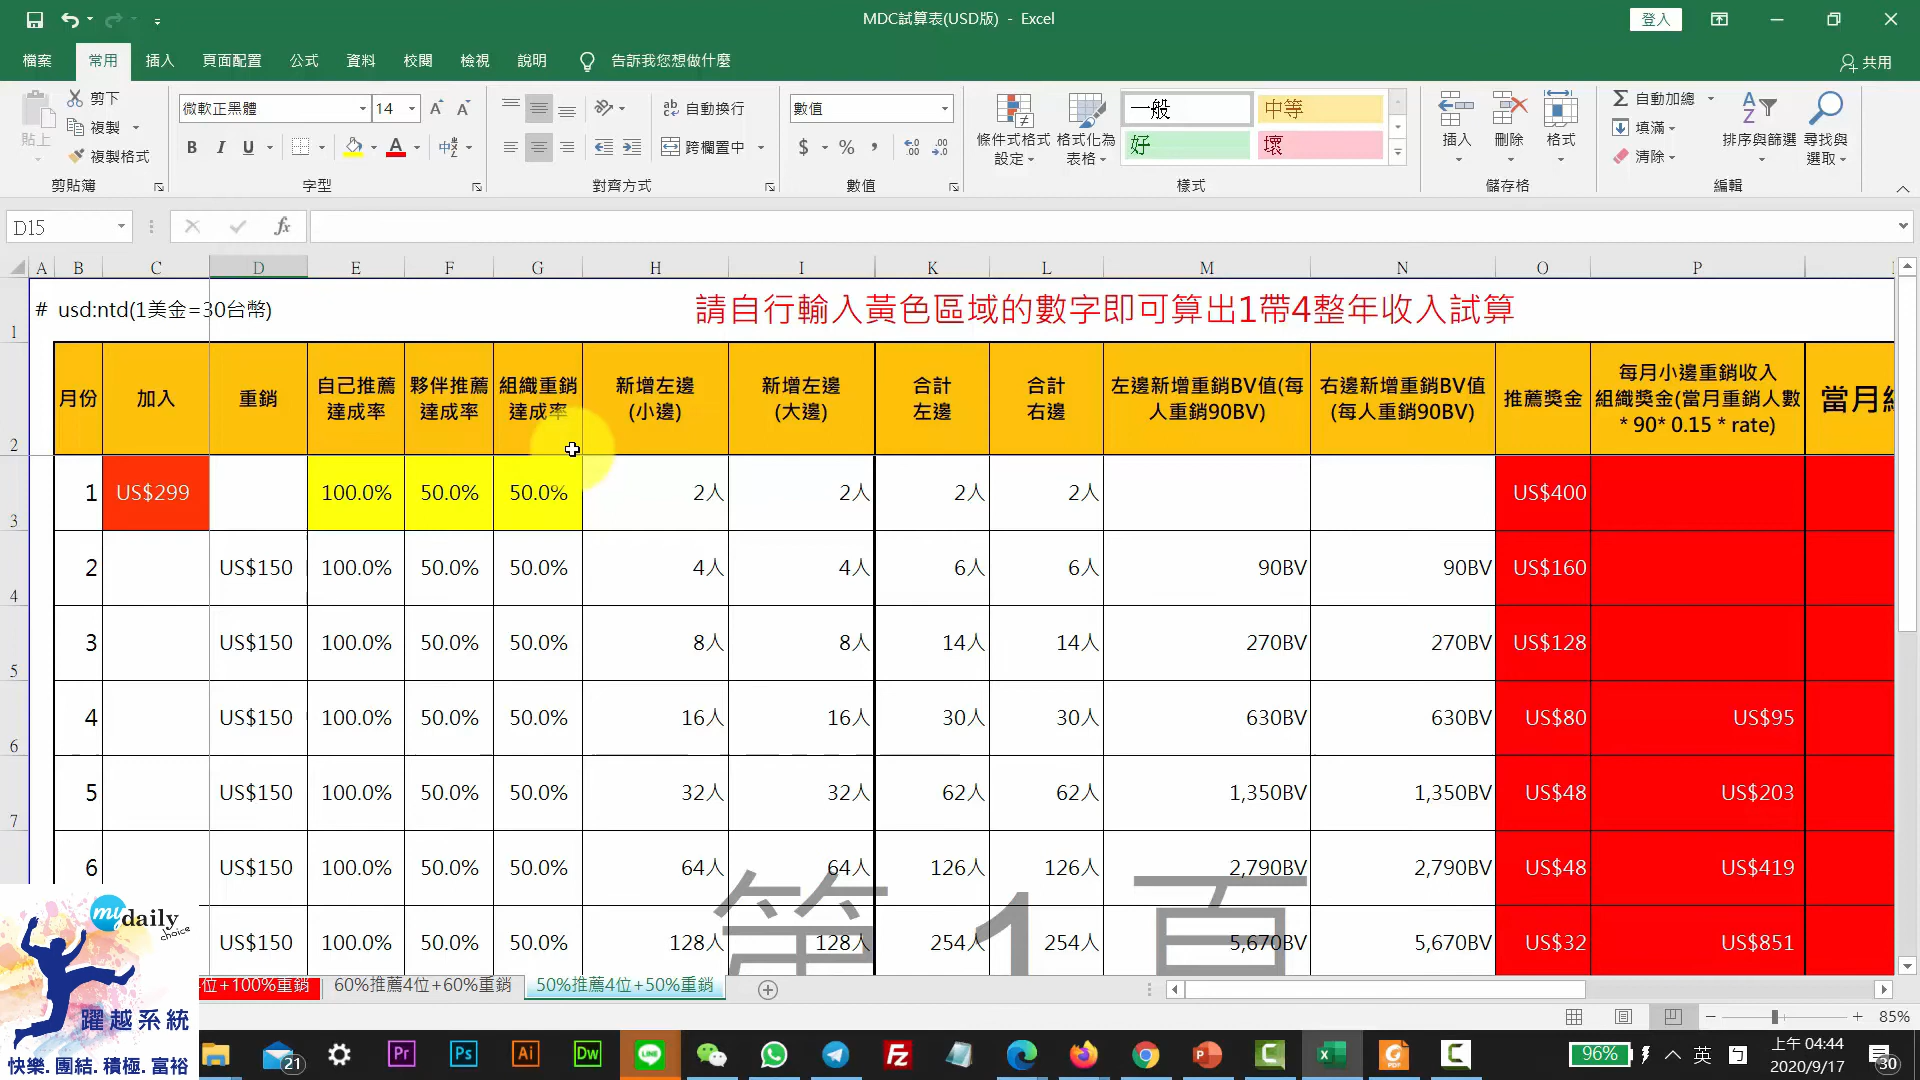 MDC試算表(USD版) - Excel
登入
檔案 常用 插入 頁面配置 公式 資料 校閱 檢視 說明 告訴我您想做什麼 共用
貼上
剪下
複製
複製格式
剪貼簿
微軟正黑體 14
B I U A
字型
自動換行
跨欄置中
對齊方式
數值
$ % ,
數值
條件式格式設定
格式化為表格
一般 中等
好 壞
樣式
插入 刪除 格式
儲存格
自動加總
填滿
清除
排序與篩選
尋找與選取
編輯
D15 fx
A B C D E F G H I K L M N O P
1 # usd:ntd(1美金=30台幣) 請自行輸入黃色區域的數字即可算出1帶4整年收入試算
2 月份 加入 重銷 自己推薦達成率 夥伴推薦達成率 組織重銷達成率 新增左邊(小邊) 新增左邊(大邊) 合計左邊 合計右邊 左邊新增重銷BV值(每人重銷90BV) 右邊新增重銷BV值(每人重銷90BV) 推薦獎金 每月小邊重銷收入組織獎金(當月重銷人數* 90* 0.15 * rate) 當月
3 1 US$299 100.0% 50.0% 50.0% 2人 2人 2人 2人 US$400
4 2 US$150 100.0% 50.0% 50.0% 4人 4人 6人 6人 90BV 90BV US$160
5 3 US$150 100.0% 50.0% 50.0% 8人 8人 14人 14人 270BV 270BV US$128
6 4 US$150 100.0% 50.0% 50.0% 16人 16人 30人 30人 630BV 630BV US$80 US$95
7 5 US$150 100.0% 50.0% 50.0% 32人 32人 62人 62人 1,350BV 1,350BV US$48 US$203
6 US$150 100.0% 50.0% 50.0% 64人 64人 126人 126人 2,790BV 2,790BV US$48 US$419
US$150 100.0% 50.0% 50.0% 128人 128人 254人 254人 5,670BV 5,670BV US$32 US$851
第 1 頁
位+100%重銷 60%推薦4位+60%重銷 50%推薦4位+50%重銷
85%
my daily choice
躍越系統
快樂. 團結. 積極. 富裕
21 Pr Ps Ai Dw
96% 英 上午 04:44
2020/9/17 30